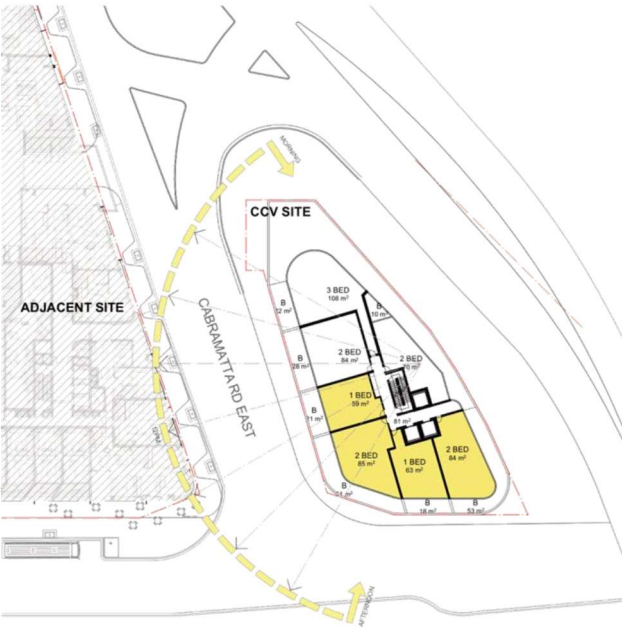 MORNING
CCV SITE
3 BED
108 m²
B
10 m²
B
ADJACENT SITE
CABRAMATTA RD EAST
2 BED
84 m²
2 BED
B
28 m²
1 BED
59 m²
B
81 m²
2 BED
85 m²
1 BED
63 m²
2 BED
84 m²
B
B
18 m²
B
53 m²
12PM
AFTERNOON